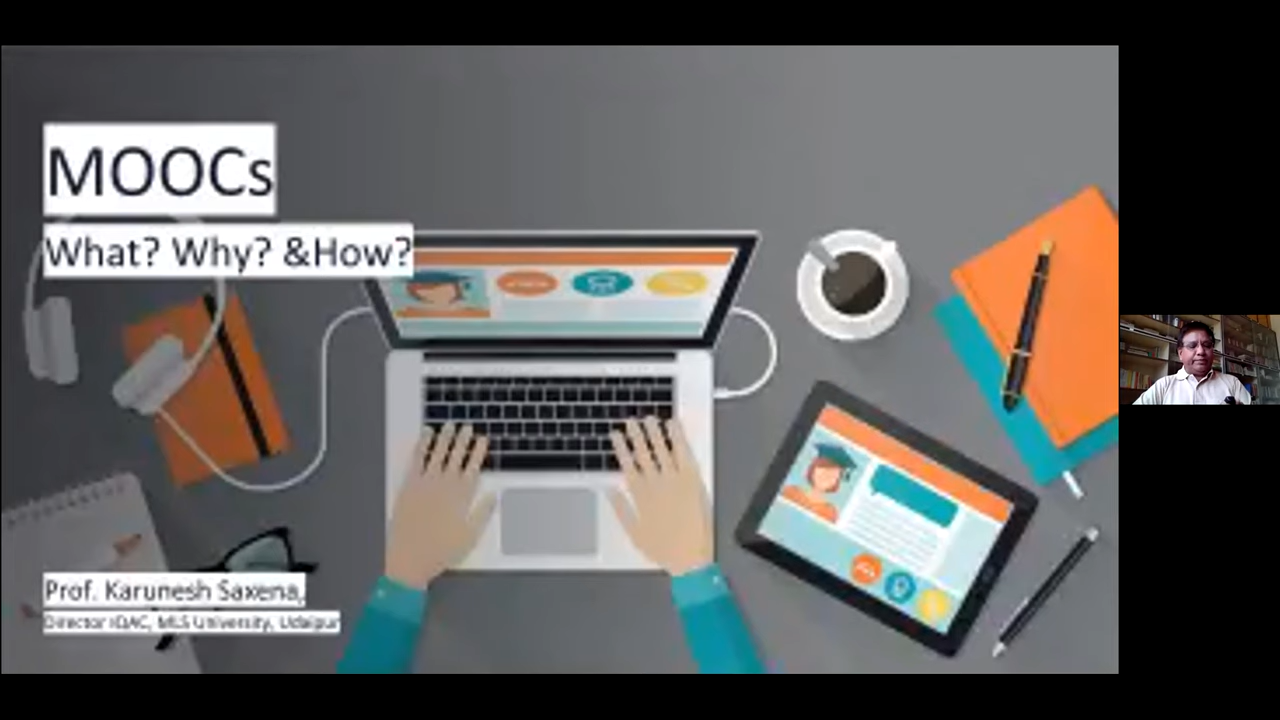 MOOCs
What? Why? &How?
Prof. Karunesh Saxena,
Director IQAC, MLS University, Udaipur